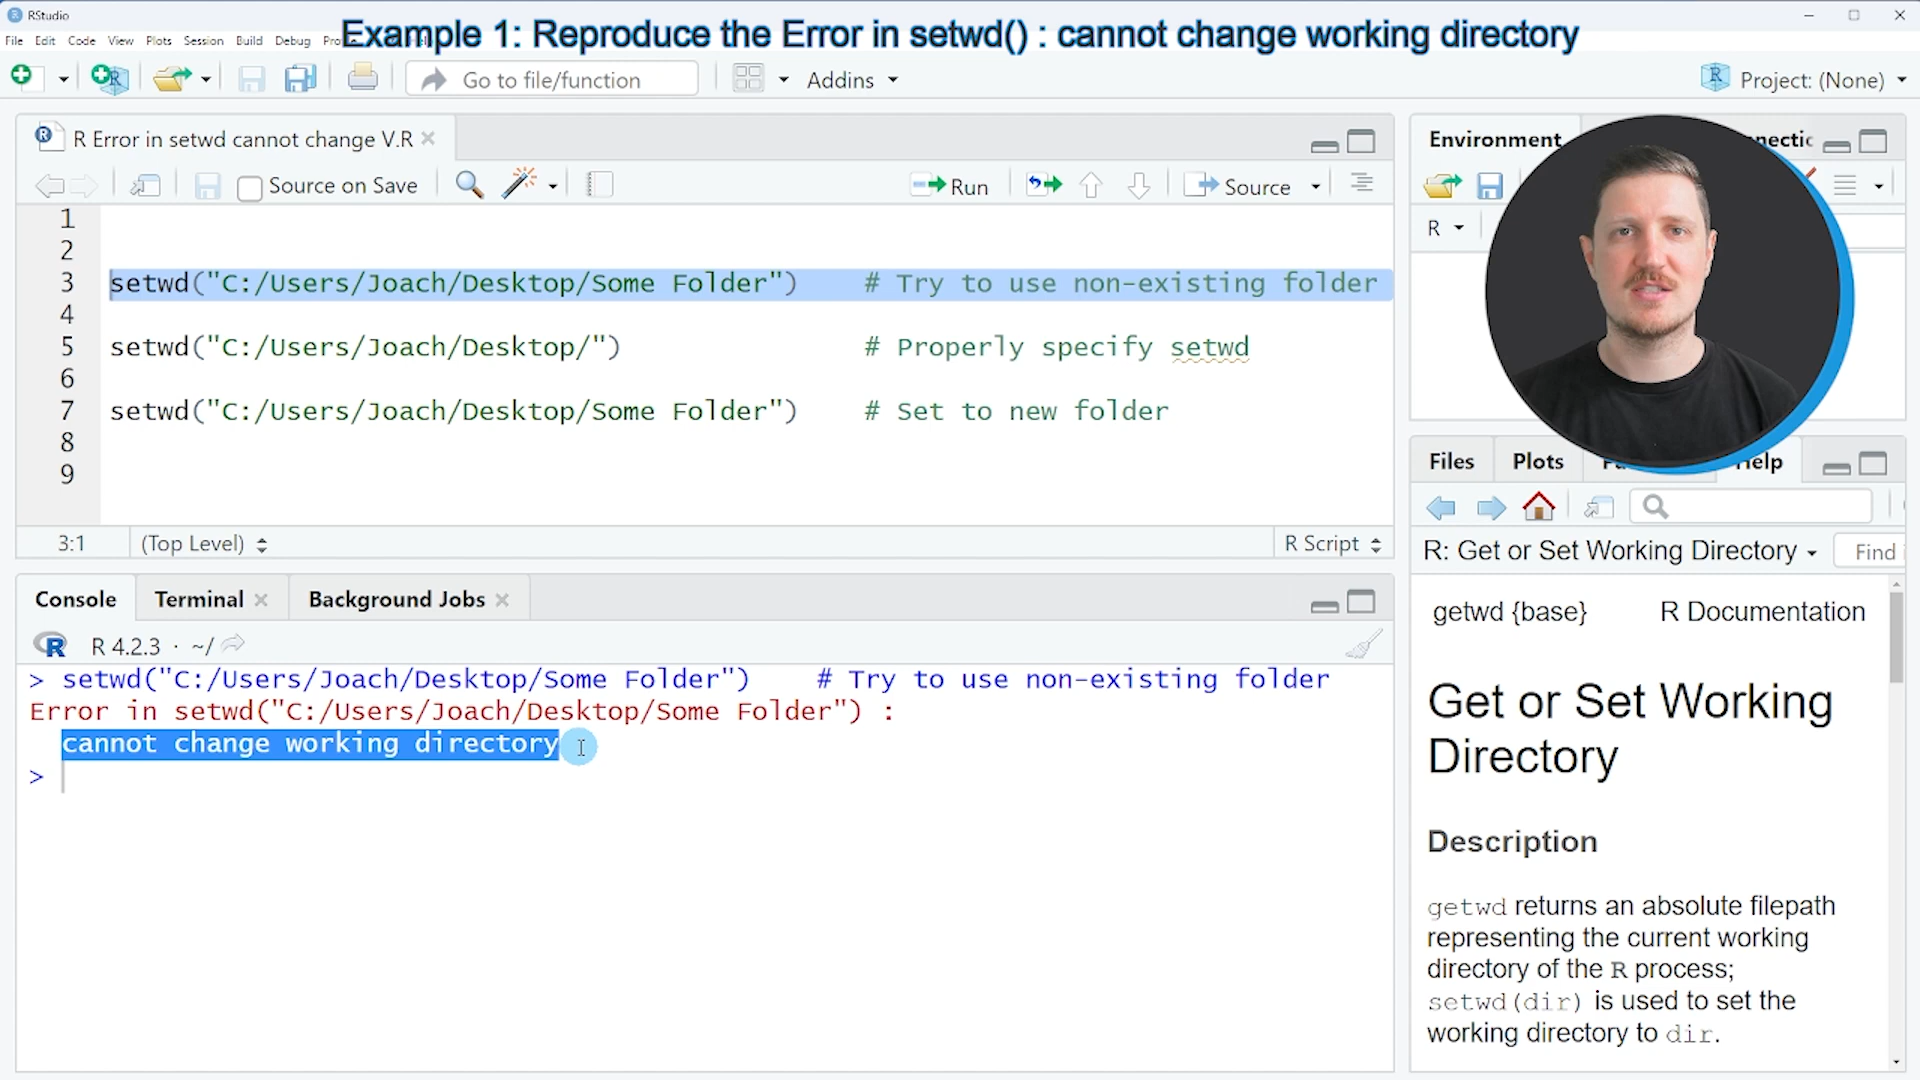 RStudio
Example 1: Reproduce the Error in setwd() : cannot change working directory
File Edit Code View Plots Session Build Debug
Go to file/function
Addins
Project: (None)
R Error in setwd cannot change V.R
Source on Save
Run
Source
1
2
3 setwd("C:/Users/Joach/Desktop/Some Folder") # Try to use non-existing folder
4
5 setwd("C:/Users/Joach/Desktop/") # Properly specify setwd
6
7 setwd("C:/Users/Joach/Desktop/Some Folder") # Set to new folder
8
9
3:1 (Top Level) R Script
Console Terminal Background Jobs
R 4.2.3 · ~/
> setwd("C:/Users/Joach/Desktop/Some Folder") # Try to use non-existing folder
Error in setwd("C:/Users/Joach/Desktop/Some Folder") :
cannot change working directory
>
Environment
R
Files Plots Help
R: Get or Set Working Directory
Find
getwd {base} R Documentation
Get or Set Working
Directory
Description
getwd returns an absolute filepath
representing the current working
directory of the R process;
setwd(dir) is used to set the
working directory to dir.